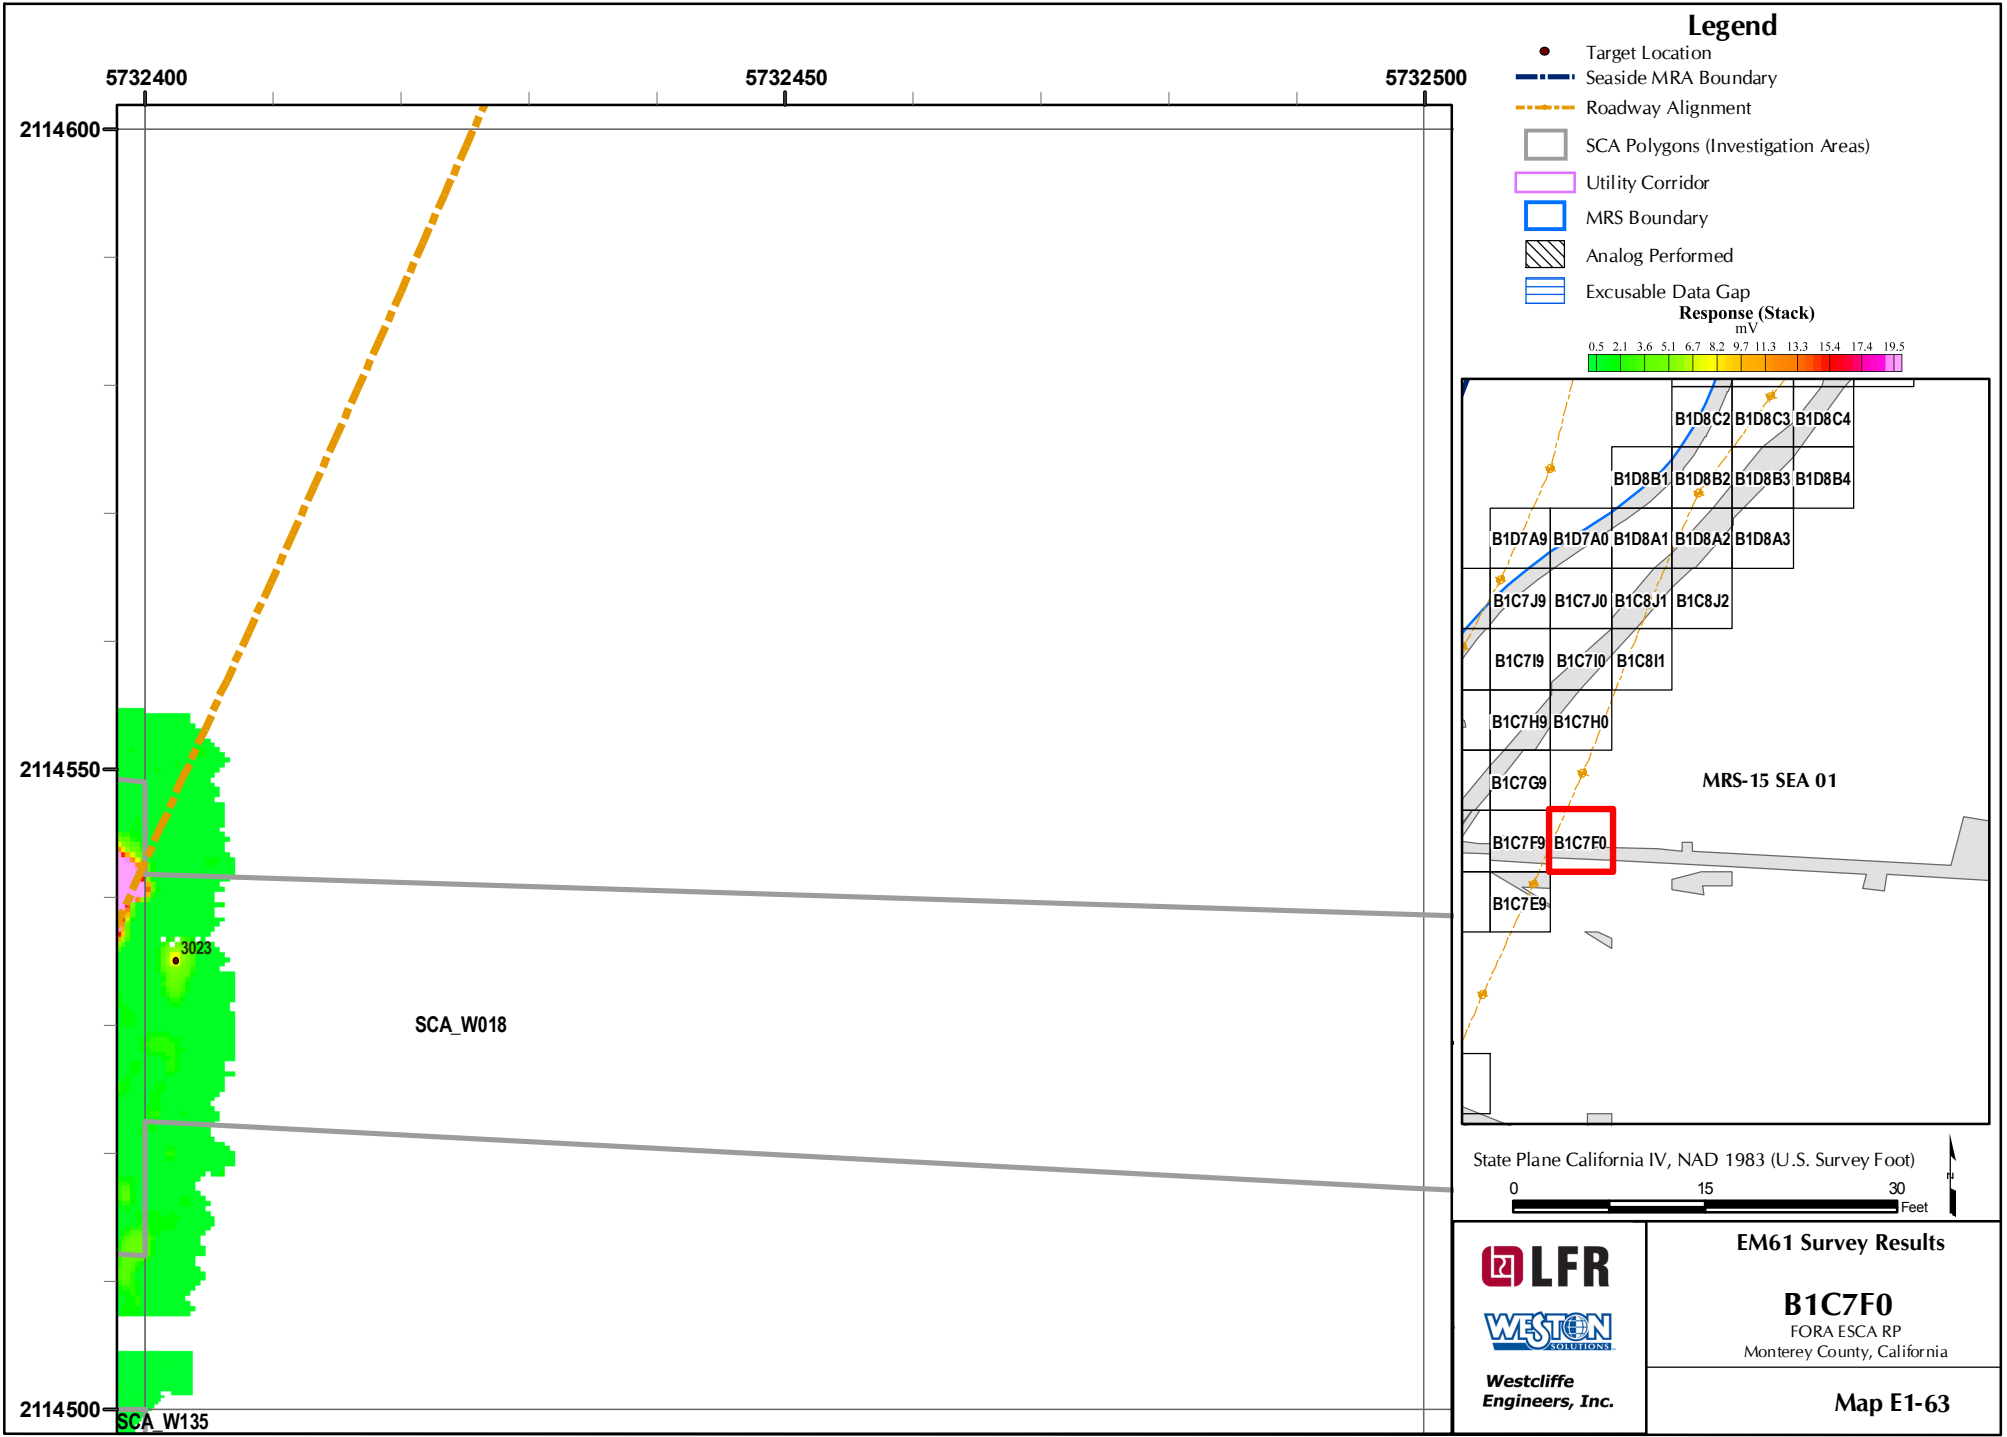 5732400
5732450
5732500
2114600
2114550
2114500
3023
SCA_W018
SCA_W135
Legend
Target Location
Seaside MRA Boundary
Roadway Alignment
SCA Polygons (Investigation Areas)
Utility Corridor
MRS Boundary
Analog Performed
Excusable Data Gap
Response (Stack)
mV
0.5 2.1 3.6 5.1 6.7 8.2 9.7 11.3 13.3 15.4 17.4 19.5
B1D8C2 B1D8C3 B1D8C4
B1D8B1 B1D8B2 B1D8B3 B1D8B4
B1D7A9 B1D7A0 B1D8A1 B1D8A2 B1D8A3
B1C7J9 B1C7J0 B1C8J1 B1C8J2
B1C7I9 B1C7I0 B1C8I1
B1C7H9 B1C7H0
B1C7G9
MRS-15 SEA 01
B1C7F9 B1C7F0
B1C7E9
State Plane California IV, NAD 1983 (U.S. Survey Foot)
0 15 30
Feet
N
LFR
WESTON
SOLUTIONS
Westcliffe
Engineers, Inc.
EM61 Survey Results
B1C7F0
FORA ESCA RP
Monterey County, California
Map E1-63